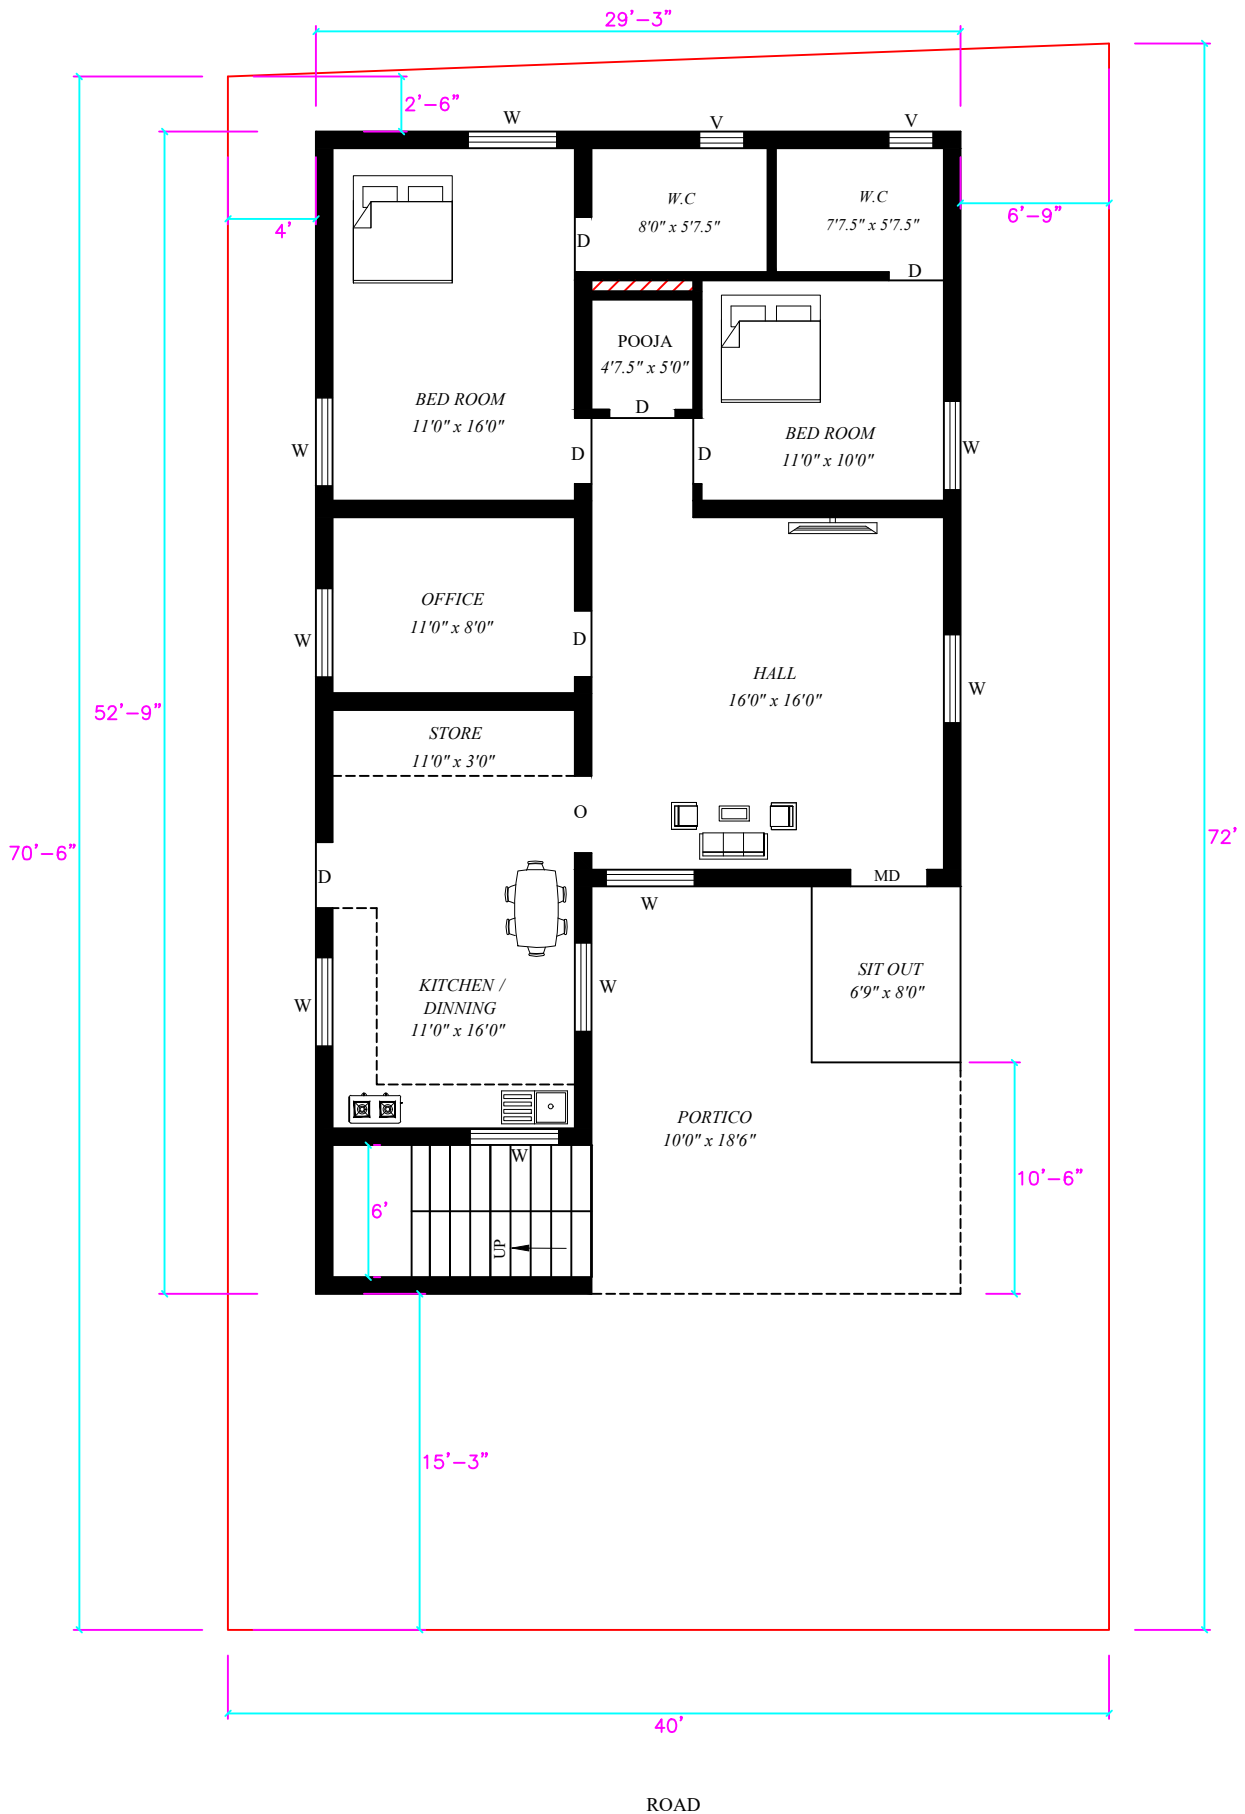 29'-3"
2'-6"
W
V
V
W.C
8'0" x 5'7.5"
W.C
7'7.5" x 5'7.5"
4'
6'-9"
D
D
POOJA
4'7.5" x 5'0"
BED ROOM
11'0" x 16'0"
D
BED ROOM
11'0" x 10'0"
W
D
D
W
OFFICE
11'0" x 8'0"
W
D
HALL
16'0" x 16'0"
W
52'-9"
STORE
11'0" x 3'0"
O
70'-6"
72'
D
MD
W
SIT OUT
6'9" x 8'0"
KITCHEN /
DINNING
11'0" x 16'0"
W
W
PORTICO
10'0" x 18'6"
W
10'-6"
6'
UP
15'-3"
40'
ROAD